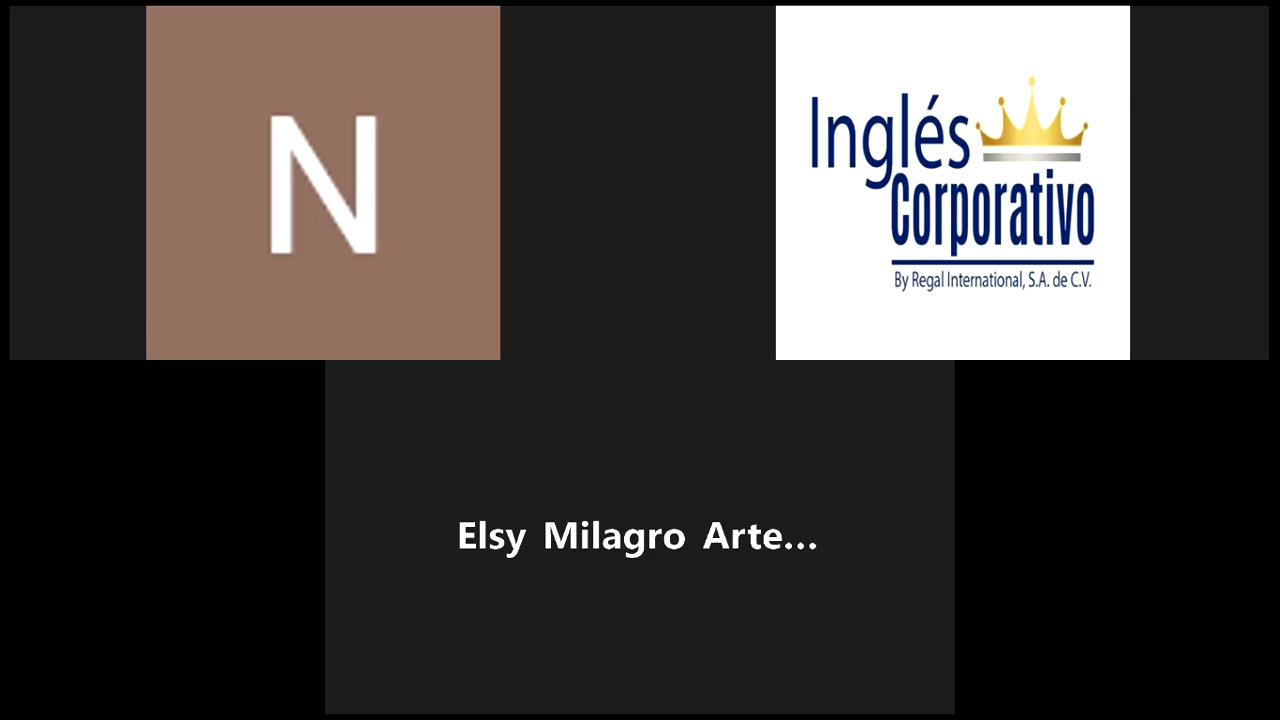 N
Inglés
Corporativo
By Regal International, S.A. de C.V.
Elsy Milagro Arte...